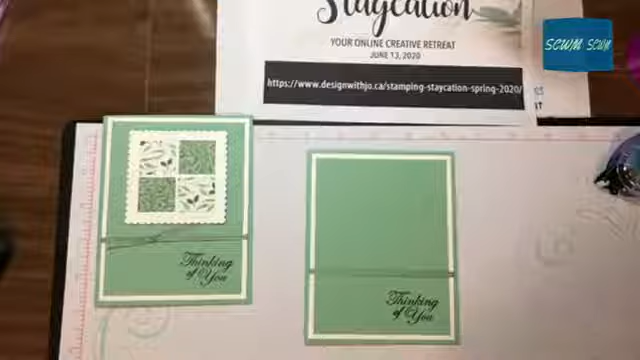 Staycation
YOUR ONLINE CREATIVE RETREAT
JUNE 13, 2020
https://www.designwithjo.ca/stamping-staycation-spring-2020/
SCWM SCWM
Thinking
of You
Thinking
of You